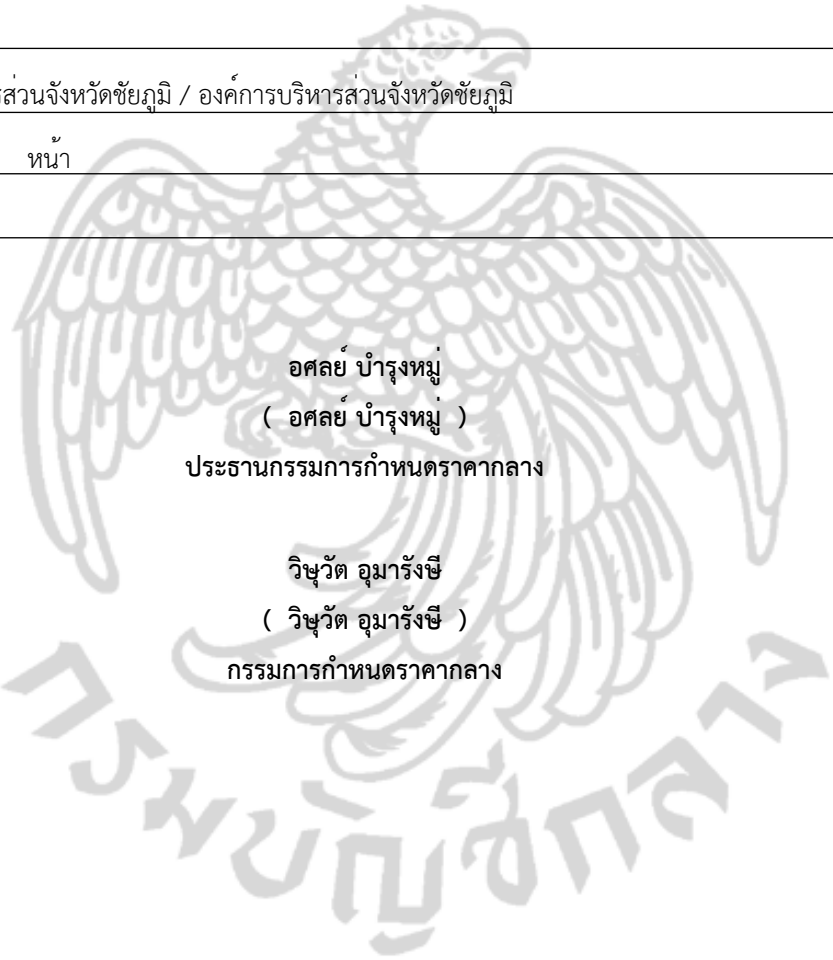 ส่วนจังหวัดชัยภูมิ / องค์การบริหารส่วนจังหวัดชัยภูมิ
หน้า
อศลย์ บำรุงหมู่
( อศลย์ บำรุงหมู่ )
ประธานกรรมการกำหนดราคากลาง
วิษุวัต อุมารังษี
( วิษุวัต อุมารังษี )
กรรมการกำหนดราคากลาง
กรมบัญชีกลาง